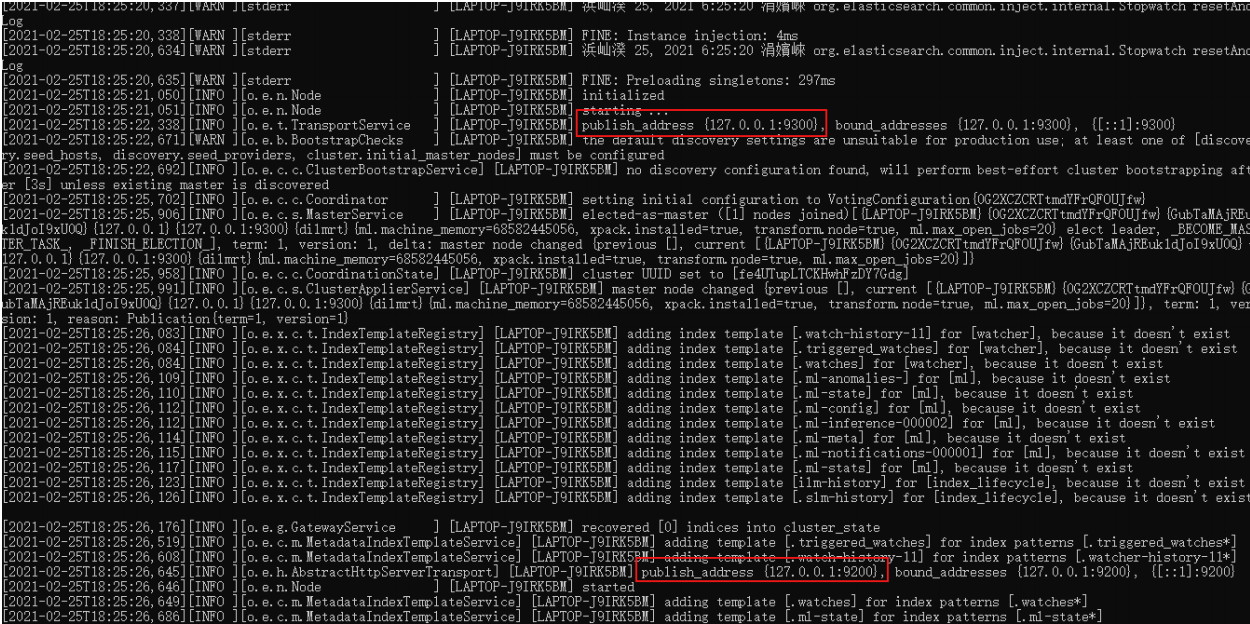 [2021-02-25T18:25:20,337][WARN ][stderr                   ] [LAPTOP-J9IRK5BM] 浜屾湀 25, 2021 6:25:20 涓嬪崍 org.elasticsearch.common.inject.internal.Stopwatch resetAnd
Log
[2021-02-25T18:25:20,338][WARN ][stderr                   ] [LAPTOP-J9IRK5BM] FINE: Instance injection: 4ms
[2021-02-25T18:25:20,634][WARN ][stderr                   ] [LAPTOP-J9IRK5BM] 浜屾湀 25, 2021 6:25:20 涓嬪崍 org.elasticsearch.common.inject.internal.Stopwatch resetAnd
Log
[2021-02-25T18:25:20,635][WARN ][stderr                   ] [LAPTOP-J9IRK5BM] FINE: Preloading singletons: 297ms
[2021-02-25T18:25:21,050][INFO ][o.e.n.Node               ] [LAPTOP-J9IRK5BM] initialized
[2021-02-25T18:25:21,051][INFO ][o.e.n.Node               ] [LAPTOP-J9IRK5BM] starting ...
[2021-02-25T18:25:22,338][INFO ][o.e.t.TransportService   ] [LAPTOP-J9IRK5BM] publish_address {127.0.0.1:9300}, bound_addresses {127.0.0.1:9300}, {[::1]:9300}
[2021-02-25T18:25:22,671][WARN ][o.e.b.BootstrapChecks    ] [LAPTOP-J9IRK5BM] the default discovery settings are unsuitable for production use; at least one of [discove
ry.seed_hosts, discovery.seed_providers, cluster.initial_master_nodes] must be configured
[2021-02-25T18:25:22,692][INFO ][o.e.c.c.ClusterBootstrapService] [LAPTOP-J9IRK5BM] no discovery configuration found, will perform best-effort cluster bootstrapping aft
er [3s] unless existing master is discovered
[2021-02-25T18:25:25,702][INFO ][o.e.c.c.Coordinator      ] [LAPTOP-J9IRK5BM] setting initial configuration to VotingConfiguration{0G2XCZCRTtmdYFrQFOUJfw}
[2021-02-25T18:25:25,906][INFO ][o.e.c.s.MasterService    ] [LAPTOP-J9IRK5BM] elected-as-master ([1] nodes joined)[{LAPTOP-J9IRK5BM}{0G2XCZCRTtmdYFrQFOUJfw}{GubTaMAjREu
k1dJoI9xU0Q}{127.0.0.1}{127.0.0.1:9300}{dilmrt}{ml.machine_memory=68582445056, xpack.installed=true, transform.node=true, ml.max_open_jobs=20} elect leader, _BECOME_MAS
TER_TASK_, _FINISH_ELECTION_], term: 1, version: 1, delta: master node changed {previous [], current [{LAPTOP-J9IRK5BM}{0G2XCZCRTtmdYFrQFOUJfw}{GubTaMAjREuk1dJoI9xU0Q}{
127.0.0.1}{127.0.0.1:9300}{dilmrt}{ml.machine_memory=68582445056, xpack.installed=true, transform.node=true, ml.max_open_jobs=20}]}
[2021-02-25T18:25:25,958][INFO ][o.e.c.c.CoordinationState] [LAPTOP-J9IRK5BM] cluster UUID set to [fe4UTupLTCKHwhFzDY7Gdg]
[2021-02-25T18:25:25,991][INFO ][o.e.c.s.ClusterApplierService] [LAPTOP-J9IRK5BM] master node changed {previous [], current [{LAPTOP-J9IRK5BM}{0G2XCZCRTtmdYFrQFOUJfw}{G
ubTaMAjREuk1dJoI9xU0Q}{127.0.0.1}{127.0.0.1:9300}{dilmrt}{ml.machine_memory=68582445056, xpack.installed=true, transform.node=true, ml.max_open_jobs=20}]}, term: 1, ver
sion: 1, reason: Publication{term=1, version=1}
[2021-02-25T18:25:26,083][INFO ][o.e.x.c.t.IndexTemplateRegistry] [LAPTOP-J9IRK5BM] adding index template [.watch-history-11] for [watcher], because it doesn't exist
[2021-02-25T18:25:26,084][INFO ][o.e.x.c.t.IndexTemplateRegistry] [LAPTOP-J9IRK5BM] adding index template [.triggered_watches] for [watcher], because it doesn't exist
[2021-02-25T18:25:26,084][INFO ][o.e.x.c.t.IndexTemplateRegistry] [LAPTOP-J9IRK5BM] adding index template [.watches] for [watcher], because it doesn't exist
[2021-02-25T18:25:26,109][INFO ][o.e.x.c.t.IndexTemplateRegistry] [LAPTOP-J9IRK5BM] adding index template [.ml-anomalies-] for [ml], because it doesn't exist
[2021-02-25T18:25:26,110][INFO ][o.e.x.c.t.IndexTemplateRegistry] [LAPTOP-J9IRK5BM] adding index template [.ml-state] for [ml], because it doesn't exist
[2021-02-25T18:25:26,112][INFO ][o.e.x.c.t.IndexTemplateRegistry] [LAPTOP-J9IRK5BM] adding index template [.ml-config] for [ml], because it doesn't exist
[2021-02-25T18:25:26,112][INFO ][o.e.x.c.t.IndexTemplateRegistry] [LAPTOP-J9IRK5BM] adding index template [.ml-inference-000002] for [ml], because it doesn't exist
[2021-02-25T18:25:26,114][INFO ][o.e.x.c.t.IndexTemplateRegistry] [LAPTOP-J9IRK5BM] adding index template [.ml-meta] for [ml], because it doesn't exist
[2021-02-25T18:25:26,115][INFO ][o.e.x.c.t.IndexTemplateRegistry] [LAPTOP-J9IRK5BM] adding index template [.ml-notifications-000001] for [ml], because it doesn't exist
[2021-02-25T18:25:26,117][INFO ][o.e.x.c.t.IndexTemplateRegistry] [LAPTOP-J9IRK5BM] adding index template [.ml-stats] for [ml], because it doesn't exist
[2021-02-25T18:25:26,123][INFO ][o.e.x.c.t.IndexTemplateRegistry] [LAPTOP-J9IRK5BM] adding index template [ilm-history] for [index_lifecycle], because it doesn't exist
[2021-02-25T18:25:26,126][INFO ][o.e.x.c.t.IndexTemplateRegistry] [LAPTOP-J9IRK5BM] adding index template [.slm-history] for [index_lifecycle], because it doesn't exist
[2021-02-25T18:25:26,176][INFO ][o.e.g.GatewayService     ] [LAPTOP-J9IRK5BM] recovered [0] indices into cluster_state
[2021-02-25T18:25:26,519][INFO ][o.e.c.m.MetadataIndexTemplateService] [LAPTOP-J9IRK5BM] adding template [.triggered_watches] for index patterns [.triggered_watches*]
[2021-02-25T18:25:26,608][INFO ][o.e.c.m.MetadataIndexTemplateService] [LAPTOP-J9IRK5BM] adding template [.watch-history-11] for index patterns [.watcher-history-11*]
[2021-02-25T18:25:26,645][INFO ][o.e.h.AbstractHttpServerTransport] [LAPTOP-J9IRK5BM] publish_address {127.0.0.1:9200}, bound_addresses {127.0.0.1:9200}, {[::1]:9200}
[2021-02-25T18:25:26,646][INFO ][o.e.n.Node               ] [LAPTOP-J9IRK5BM] started
[2021-02-25T18:25:26,649][INFO ][o.e.c.m.MetadataIndexTemplateService] [LAPTOP-J9IRK5BM] adding template [.watches] for index patterns [.watches*]
[2021-02-25T18:25:26,686][INFO ][o.e.c.m.MetadataIndexTemplateService] [LAPTOP-J9IRK5BM] adding template [.ml-state] for index patterns [.ml-state*]